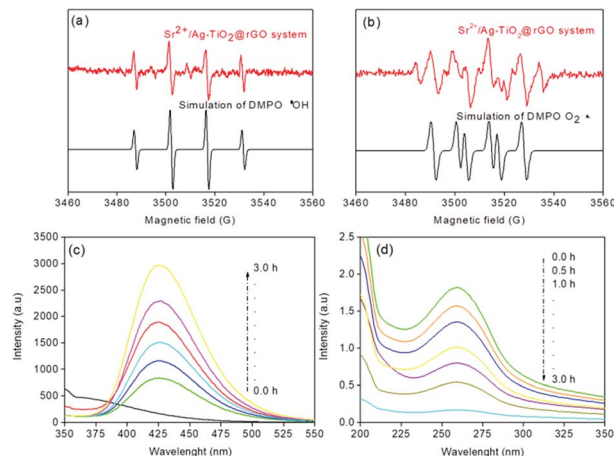 (a)
Sr2+/Ag-TiO2@rGO system
Simulation of DMPO •OH
3460 3480 3500 3520 3540 3560
Magnetic field (G)
(b)
Sr2+/Ag-TiO2@rGO system
Simulation of DMPO O2 •-
3460 3480 3500 3520 3540 3560
Magnetic field (G)
(c)
3500
3000
2500
2000
1500
1000
500
0
Intensity (a.u)
3.0 h
0.0 h
350 375 400 425 450 475 500 525 550
Wavelenght (nm)
(d)
2.5
2.0
1.5
1.0
0.5
0.0
Intensity (a.u)
0.0 h
0.5 h
1.0 h
3.0 h
200 225 250 275 300 325 350
Wavelenght (nm)